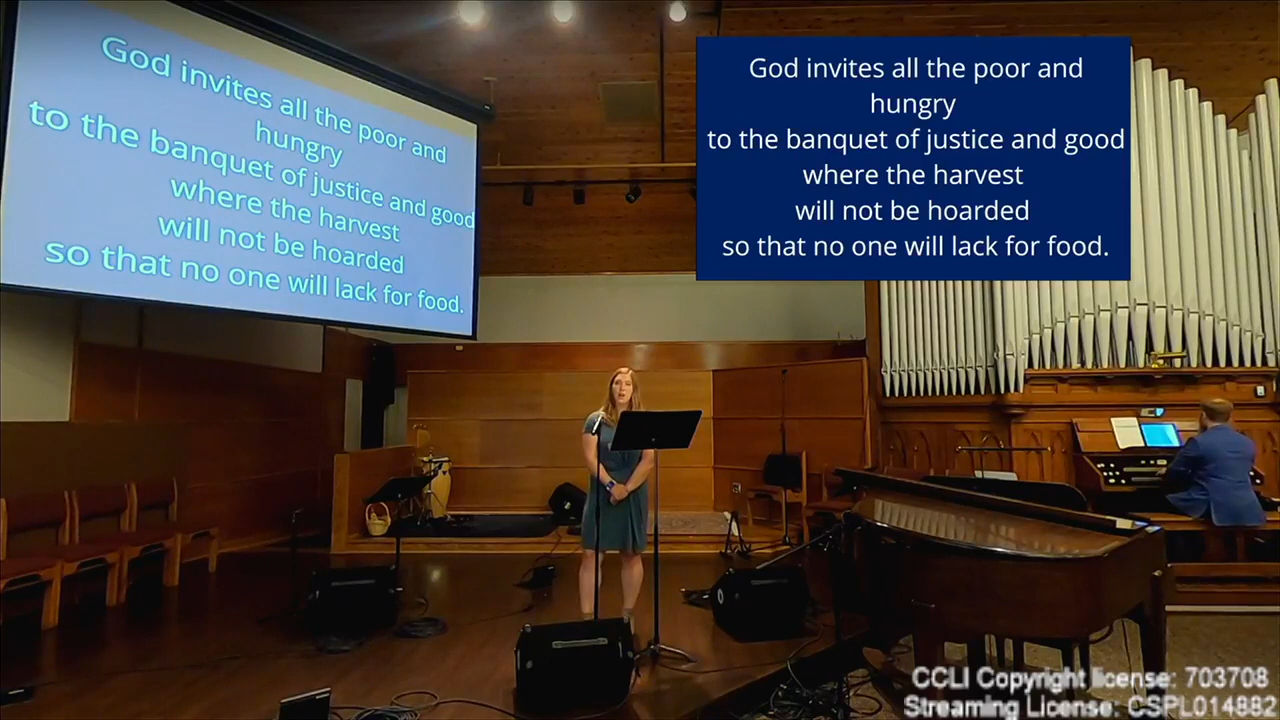 God invites all the poor and
hungry
to the banquet of justice and good
where the harvest
will not be hoarded
so that no one will lack for food.
God invites all the poor and
hungry
to the banquet of justice and good
where the harvest
will not be hoarded
so that no one will lack for food.
CCLI Copyright license: 703708
Streaming License: CSPL014882